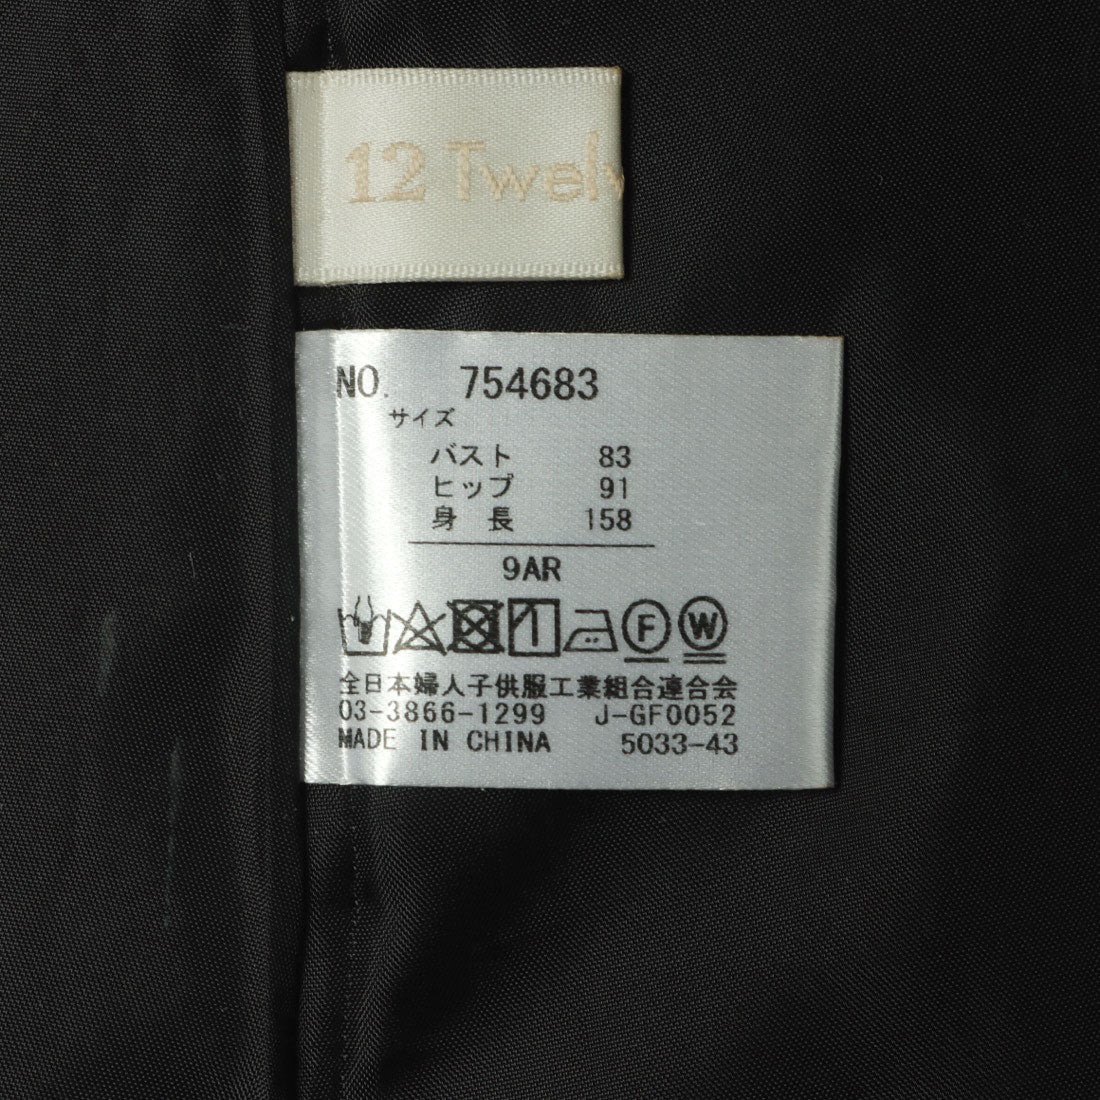 12 Twelv
NO. 754683
サイズ
バスト 83
ヒップ 91
身長 158
9AR
F W
全日本婦人子供服工業組合連合会
03-3866-1299 J-GF0052
MADE IN CHINA 5033-43